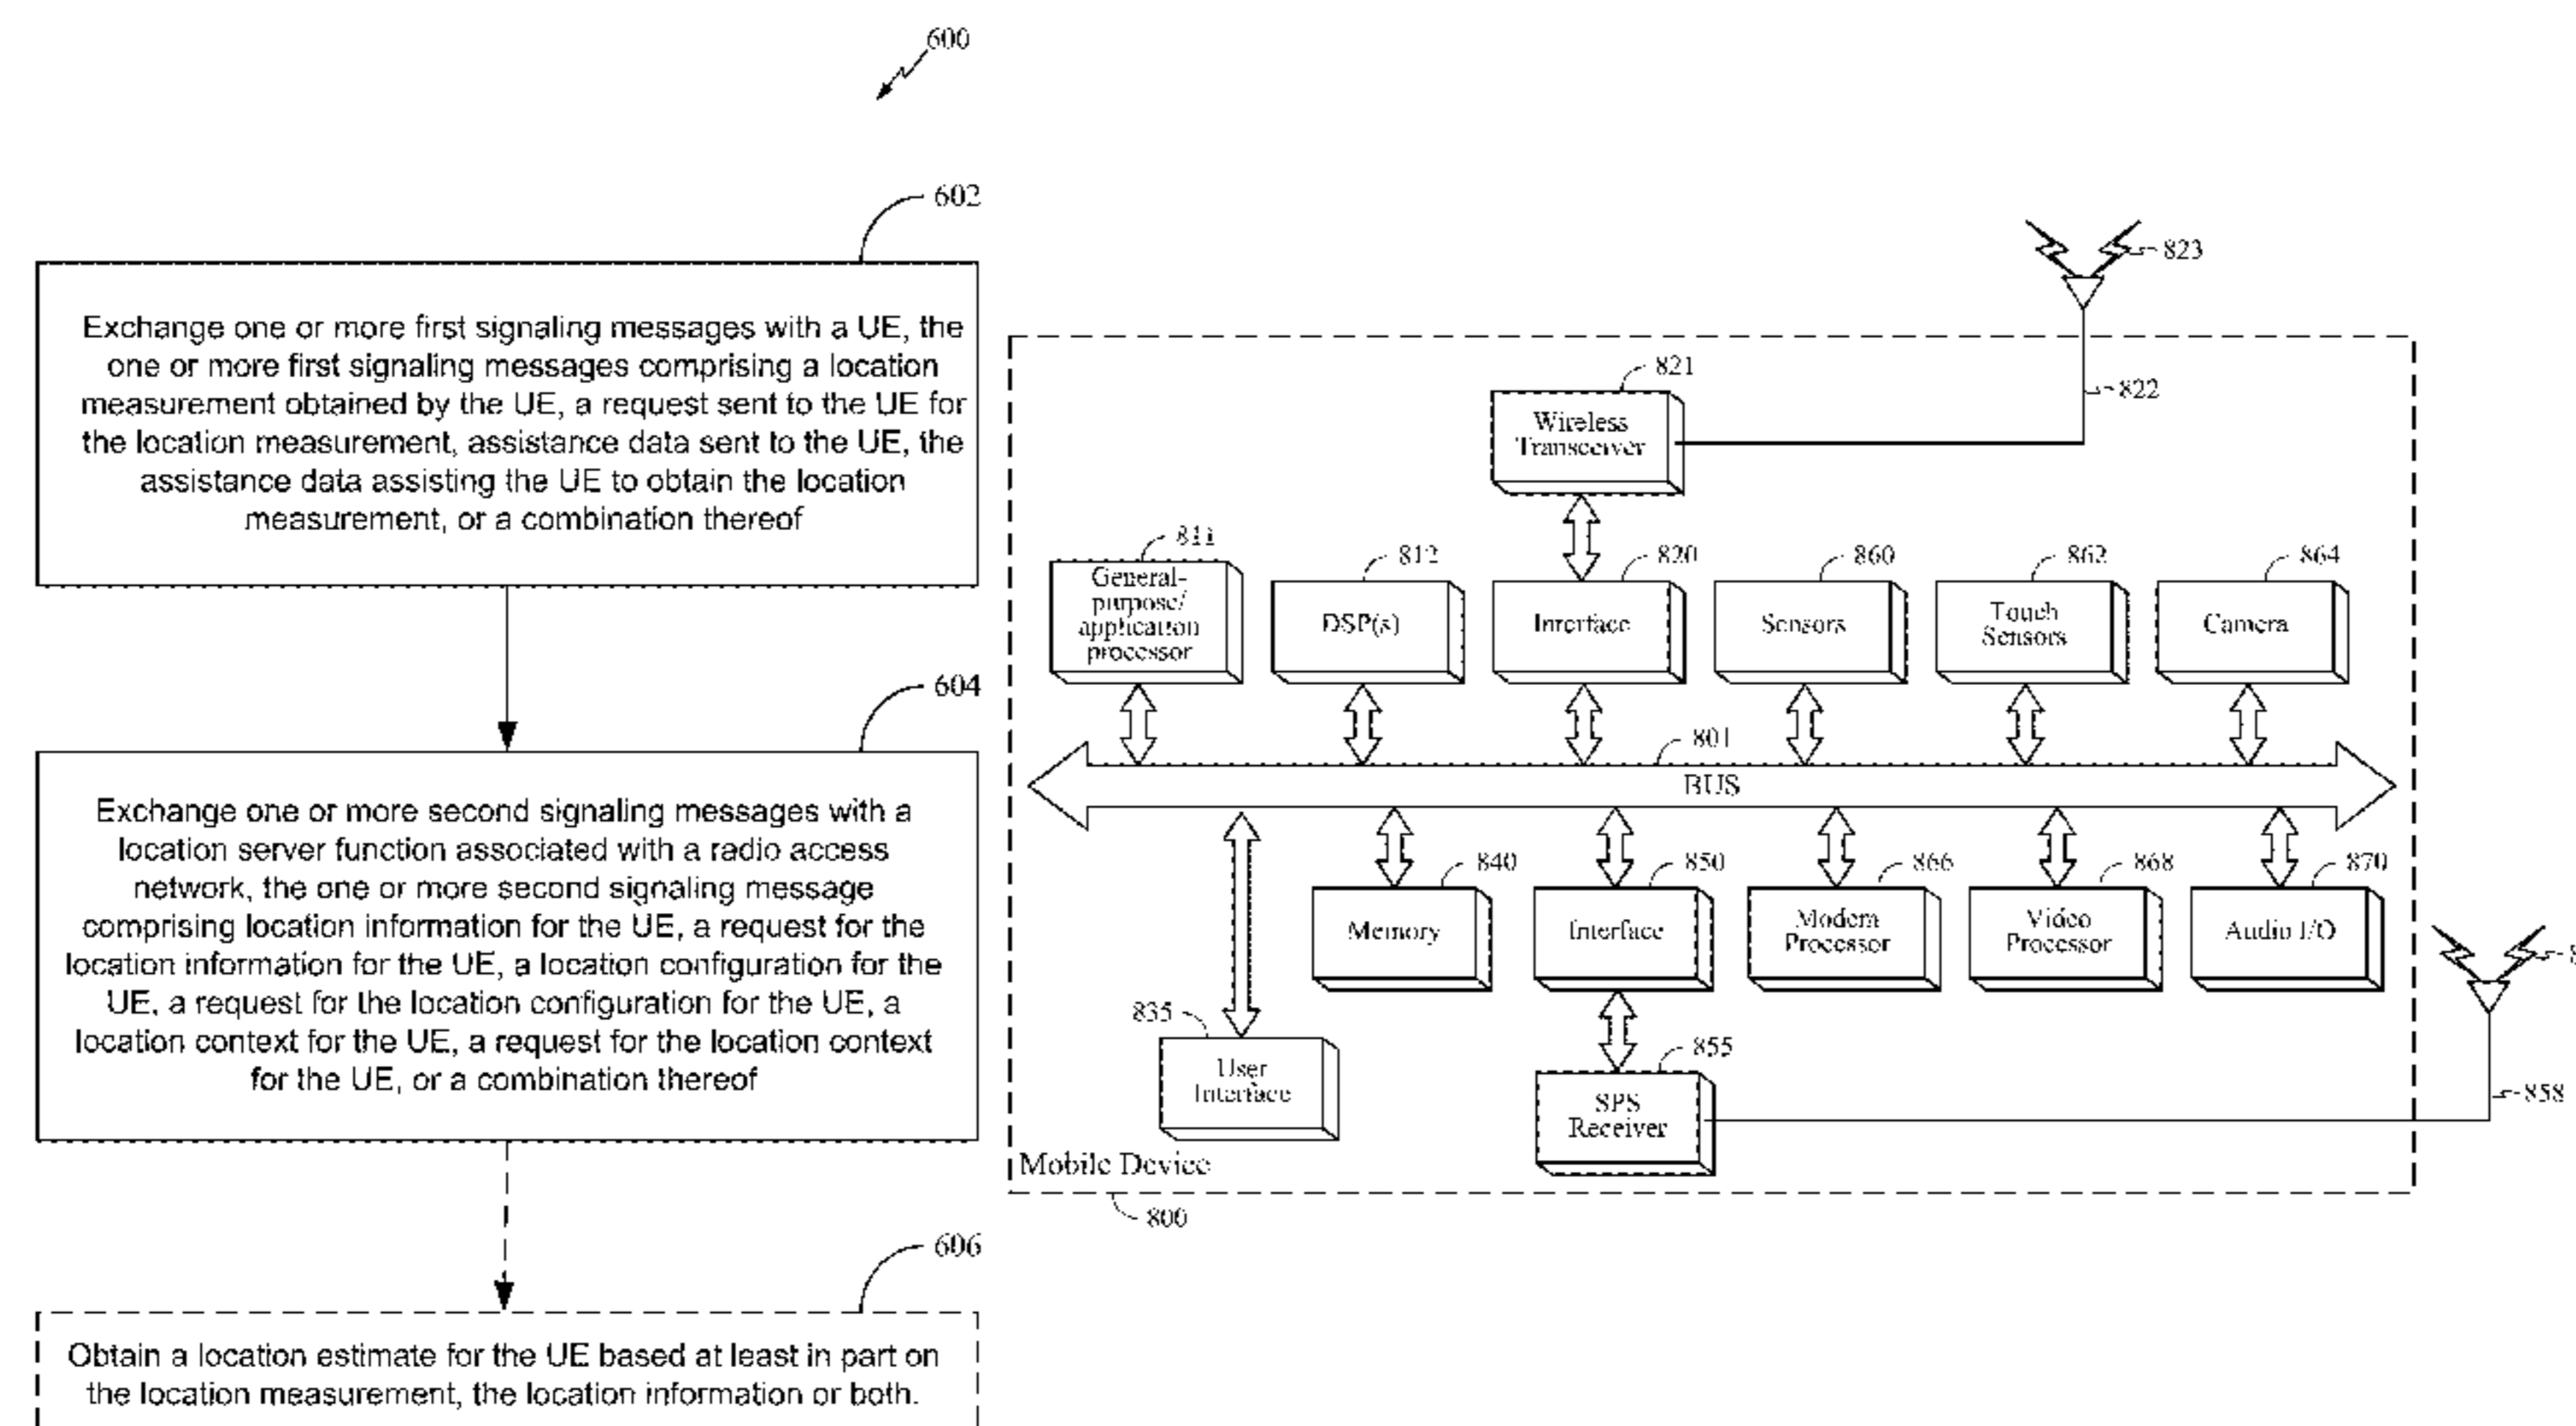 600
602
Exchange one or more first signaling messages with a UE, the
one or more first signaling messages comprising a location
measurement obtained by the UE, a request sent to the UE for
the location measurement, assistance data sent to the UE, the
assistance data assisting the UE to obtain the location
measurement, or a combination thereof
604
Exchange one or more second signaling messages with a
location server function associated with a radio access
network, the one or more second signaling message
comprising location information for the UE, a request for the
location information for the UE, a location configuration for the
UE, a request for the location configuration for the UE, a
location context for the UE, a request for the location context
for the UE, or a combination thereof
606
Obtain a location estimate for the UE based at least in part on
the location measurement, the location information or both.
823
822
821
Wireless
Transceiver
811
General-
purpose/
application
processor
812
DSP(s)
820
Interface
860
Sensors
862
Touch
Sensors
864
Camera
801
BUS
840
Memory
850
Interface
866
Modem
Processor
868
Video
Processor
870
Audio I/O
835
User
Interface
855
SPS
Receiver
858
Mobile Device
800